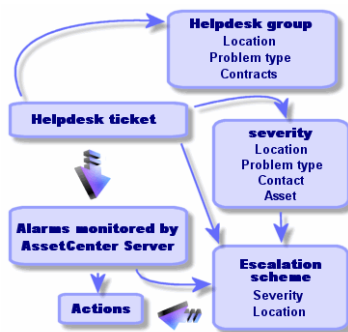 Helpdesk group
Location
Problem type
Contracts
Helpdesk ticket
severity
Location
Problem type
Contact
Asset
Alarms monitored by
AssetCenter Server
Escalation
scheme
Severity
Location
Actions